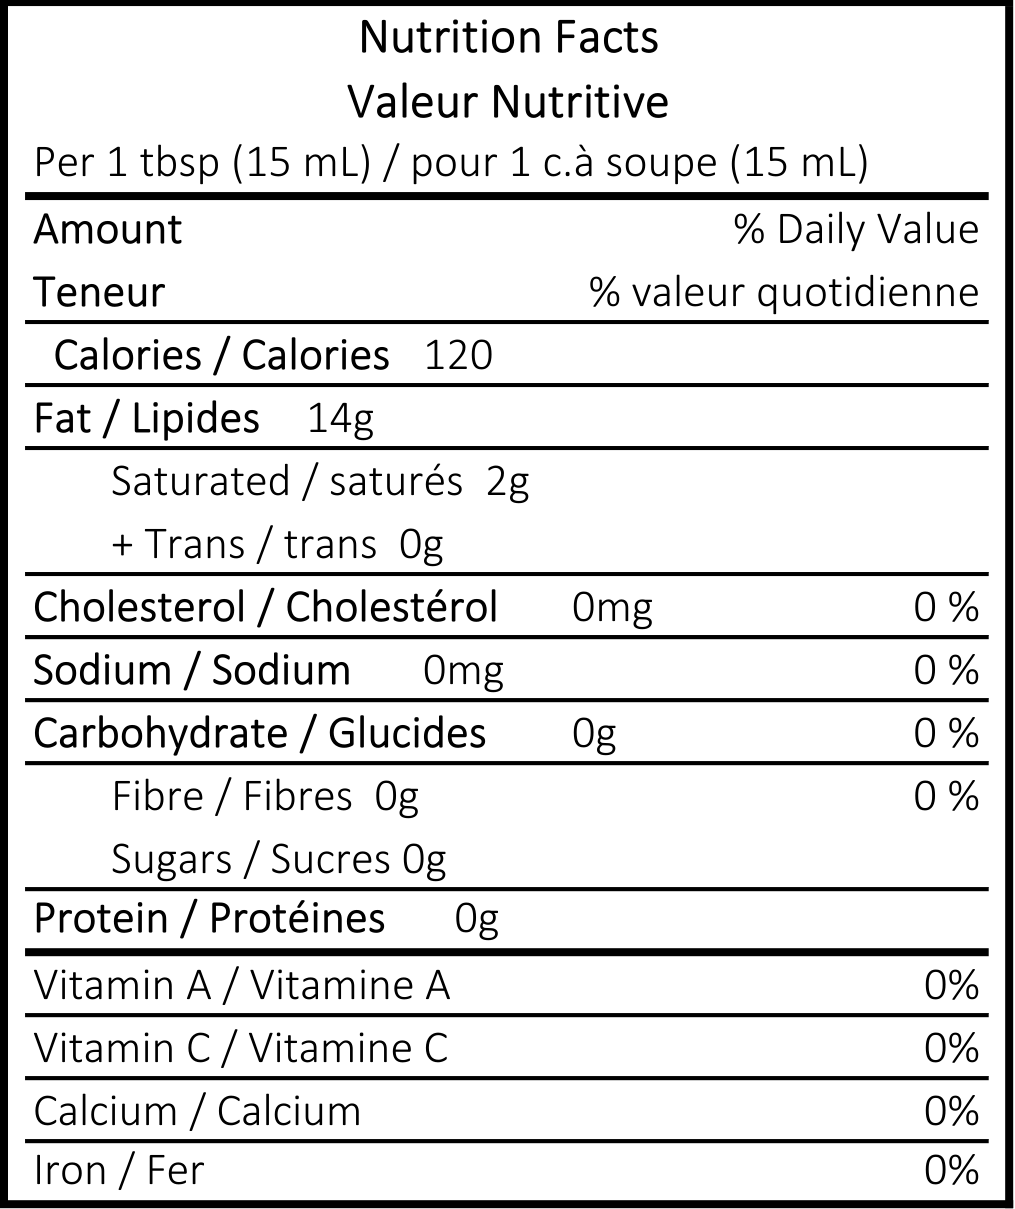 Nutrition Facts
Valeur Nutritive
Per 1 tbsp (15 mL) / pour 1 c.à soupe (15 mL)
Amount % Daily Value
Teneur % valeur quotidienne
Calories / Calories 120
Fat / Lipides 14g
Saturated / saturés 2g
+ Trans / trans 0g
Cholesterol / Cholestérol 0mg 0 %
Sodium / Sodium 0mg 0 %
Carbohydrate / Glucides 0g 0 %
Fibre / Fibres 0g 0 %
Sugars / Sucres 0g
Protein / Protéines 0g
Vitamin A / Vitamine A 0%
Vitamin C / Vitamine C 0%
Calcium / Calcium 0%
Iron / Fer 0%